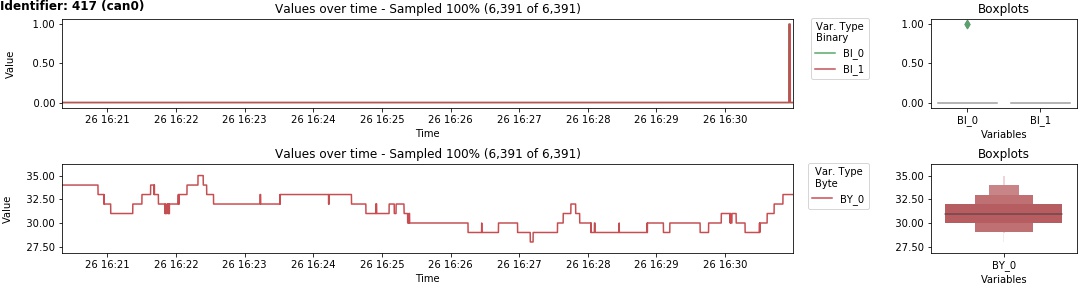 Identifier: 417 (can0)
Values over time - Sampled 100% (6,391 of 6,391)
Value
1.00
0.50
0.00
26 16:21 26 16:22 26 16:23 26 16:24 26 16:25 26 16:26 26 16:27 26 16:28 26 16:29 26 16:30
Time
Var. Type
Binary
BI_0
BI_1
Boxplots
1.00
0.50
0.00
BI_0 BI_1
Variables
Values over time - Sampled 100% (6,391 of 6,391)
Value
35.00
32.50
30.00
27.50
26 16:21 26 16:22 26 16:23 26 16:24 26 16:25 26 16:26 26 16:27 26 16:28 26 16:29 26 16:30
Time
Var. Type
Byte
BY_0
Boxplots
35.00
32.50
30.00
27.50
BY_0
Variables